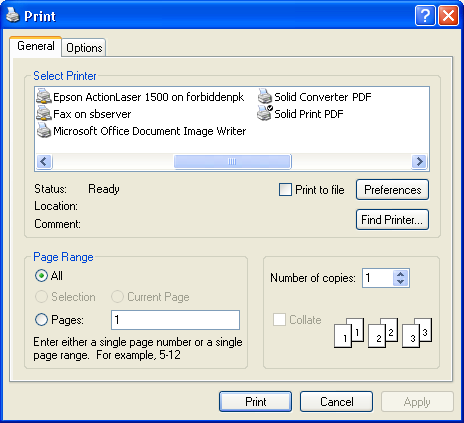 Print
General
Options
Select Printer
Epson ActionLaser 1500 on forbiddenpk
Solid Converter PDF
Fax on sbserver
Solid Print PDF
Microsoft Office Document Image Writer
Status: Ready
Print to file
Preferences
Location:
Comment:
Find Printer...
Page Range
All
Selection
Current Page
Pages: 1
Enter either a single page number or a single
page range. For example, 5-12
Number of copies: 1
Collate
1 1 2 2 3 3
Print
Cancel
Apply